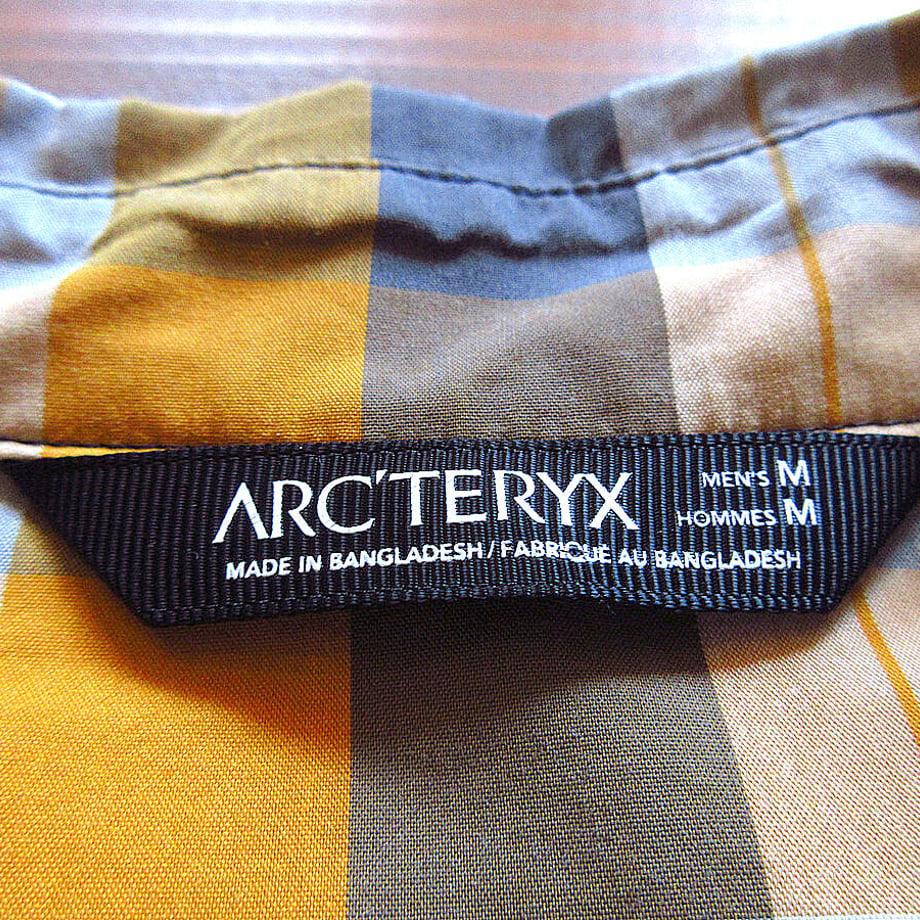 ARC'TERYX
MEN'S M
HOMMES M
MADE IN BANGLADESH / FABRIQUÉ AU BANGLADESH